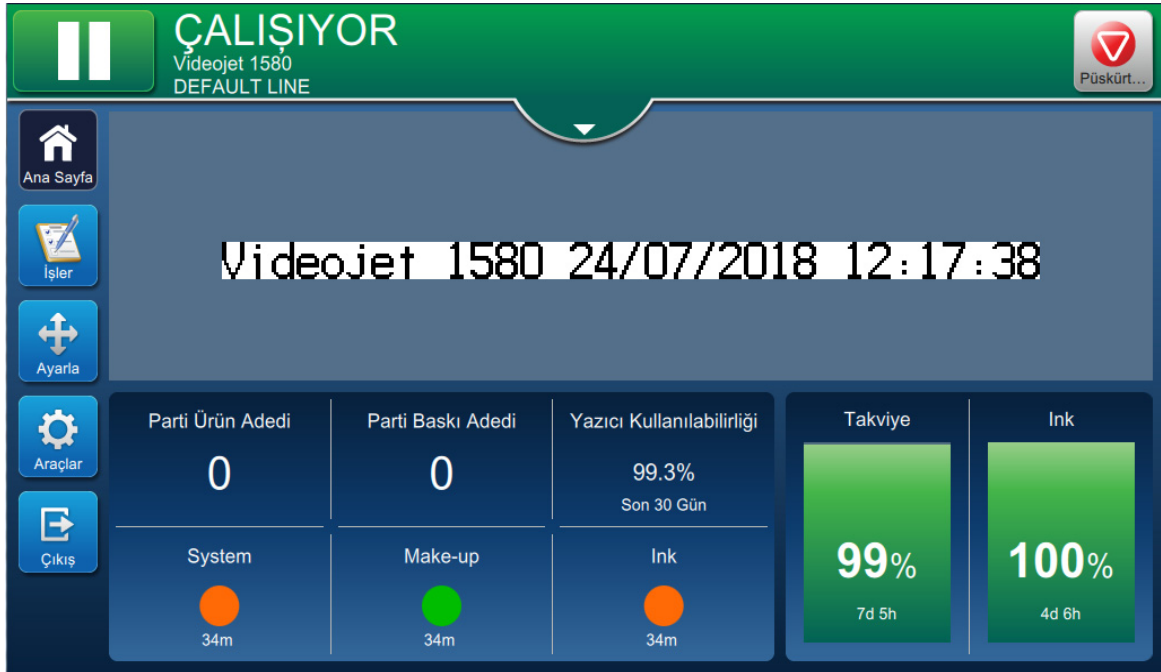 ÇALIŞIYOR
Videojet 1580
DEFAULT LINE
Püskürt...
Ana Sayfa
İşler
Ayarla
Araçlar
Çıkış
Videojet 1580 24/07/2018 12:17:38
Parti Ürün Adedi
0
Parti Baskı Adedi
0
Yazıcı Kullanılabilirliği
99.3%
Son 30 Gün
System
34m
Make-up
34m
Ink
34m
Takviye
99%
7d 5h
Ink
100%
4d 6h